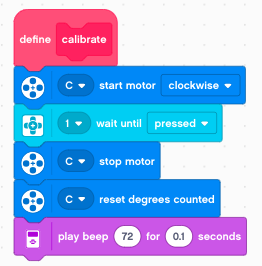 define calibrate
C start motor clockwise
1 wait until pressed
C stop motor
C reset degrees counted
play beep 72 for 0.1 seconds